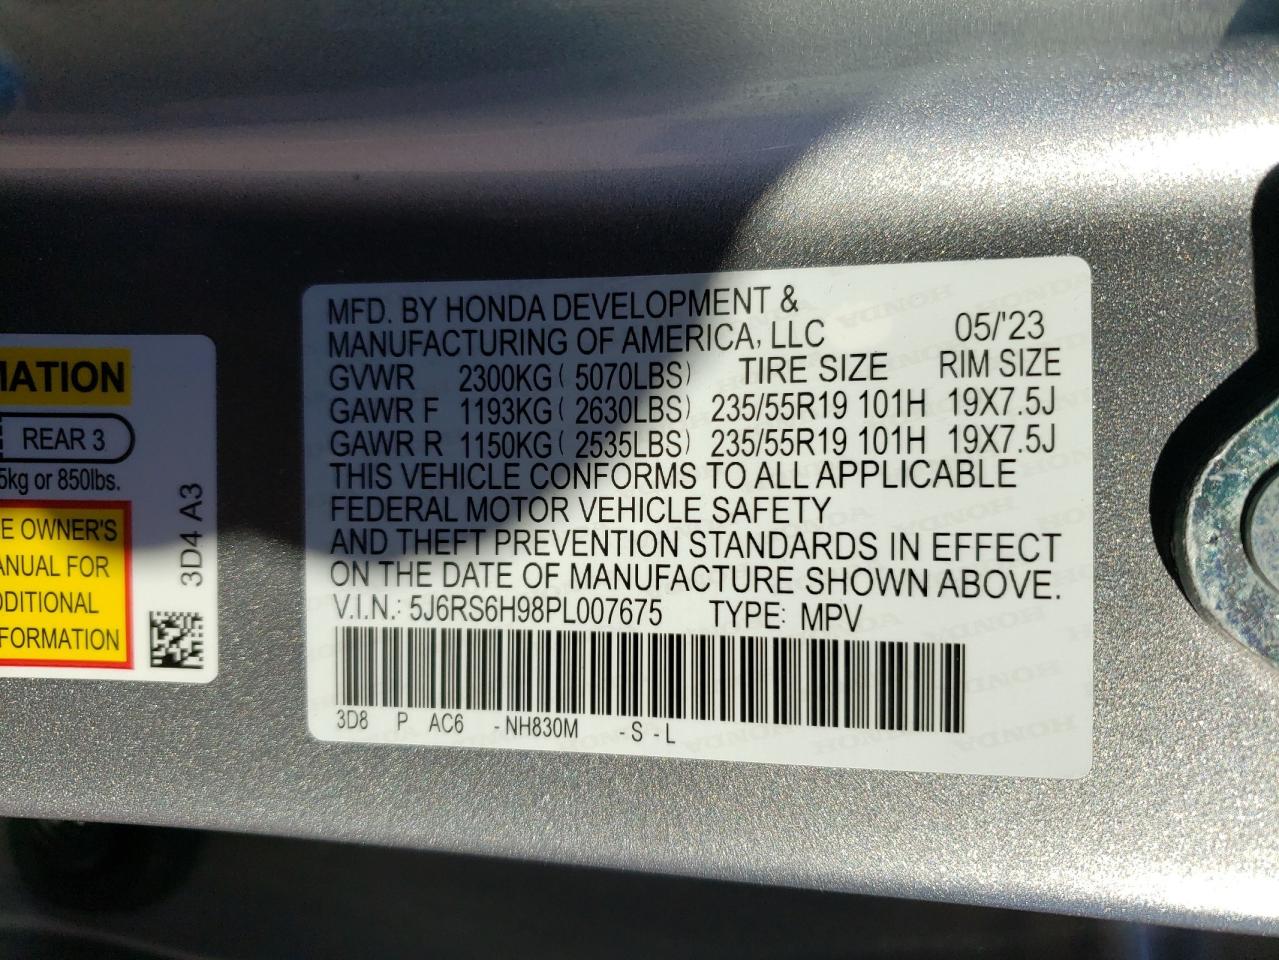 IATION
REAR 3
5kg or 850lbs.
E OWNER'S
ANUAL FOR
DDITIONAL
FORMATION
3D4 A3
MFD. BY HONDA DEVELOPMENT &
MANUFACTURING OF AMERICA, LLC 05/'23
GVWR 2300KG ( 5070LBS) TIRE SIZE RIM SIZE
GAWR F 1193KG ( 2630LBS) 235/55R19 101H 19X7.5J
GAWR R 1150KG ( 2535LBS) 235/55R19 101H 19X7.5J
THIS VEHICLE CONFORMS TO ALL APPLICABLE
FEDERAL MOTOR VEHICLE SAFETY
AND THEFT PREVENTION STANDARDS IN EFFECT
ON THE DATE OF MANUFACTURE SHOWN ABOVE.
V.I.N.: 5J6RS6H98PL007675 TYPE: MPV
3D8 P AC6 -NH830M -S -L